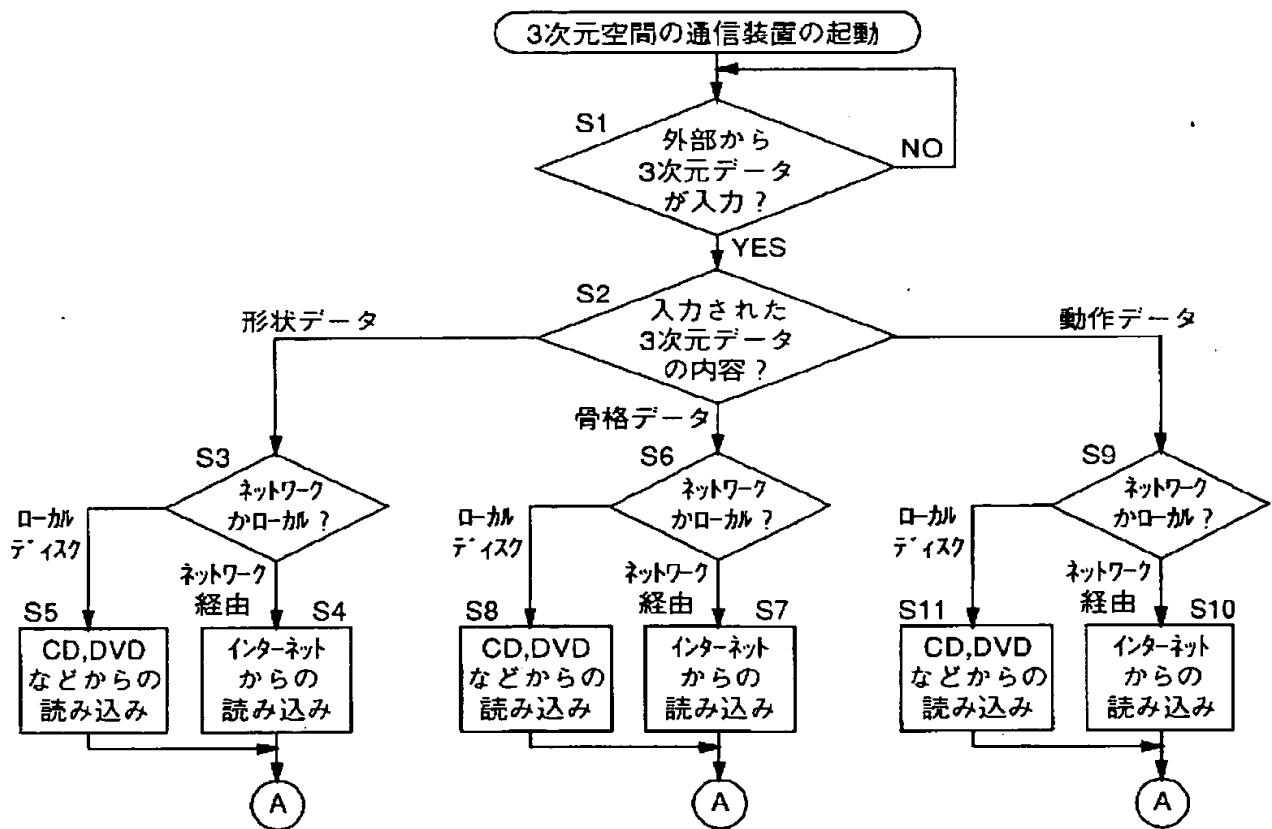 3次元空間の通信装置の起動
S1
外部から
3次元データ
が入力?
NO
YES
S2
入力された
3次元データ
の内容?
形状データ
動作データ
骨格データ
S3
ネットワーク
かローカル?
ローカル
ディスク
ネットワーク
経由
S5
CD,DVD
などからの
読み込み
S4
インターネット
からの
読み込み
A
S6
ネットワーク
かローカル?
ローカル
ディスク
ネットワーク
経由
S8
CD,DVD
などからの
読み込み
S7
インターネット
からの
読み込み
A
S9
ネットワーク
かローカル?
ローカル
ディスク
ネットワーク
経由
S11
CD,DVD
などからの
読み込み
S10
インターネット
からの
読み込み
A